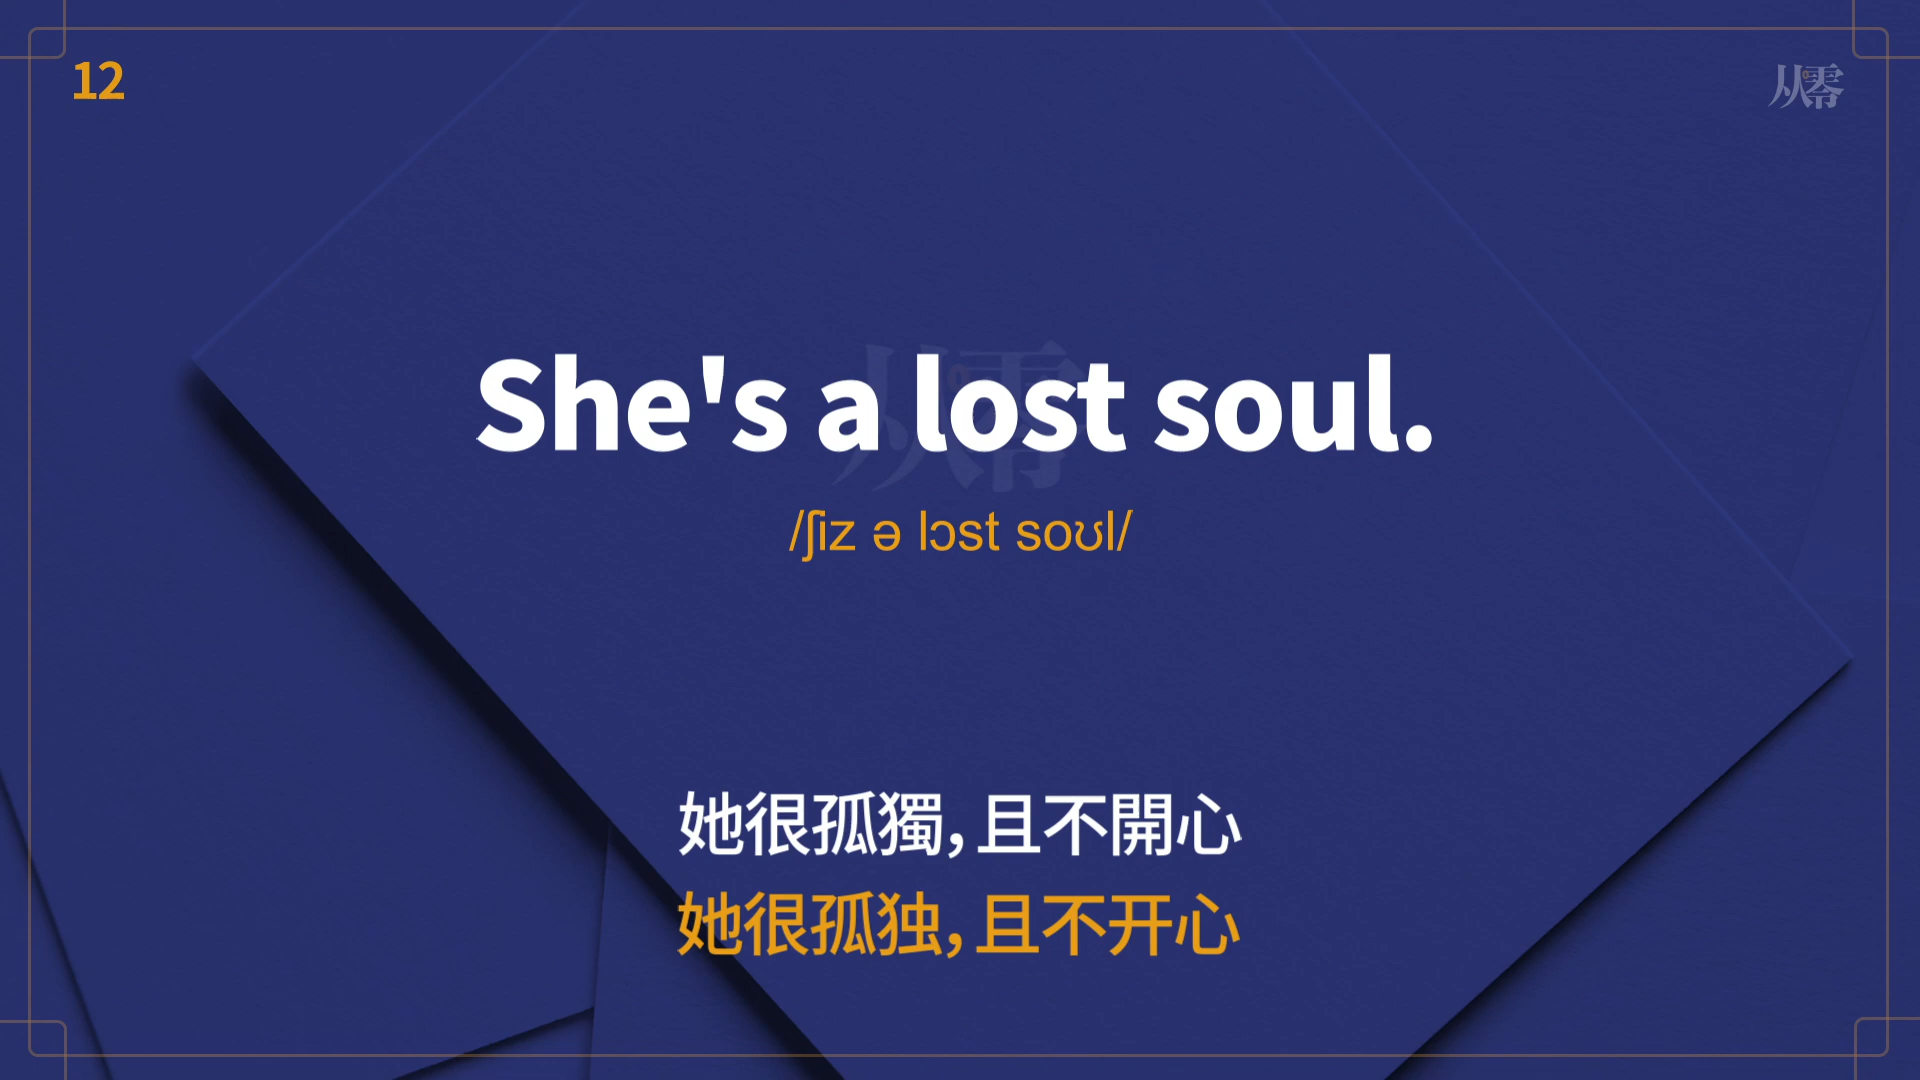 12
从零
She's a lost soul.
/ʃiz ə lɔst soʊl/
她很孤獨，且不開心
她很孤独，且不开心